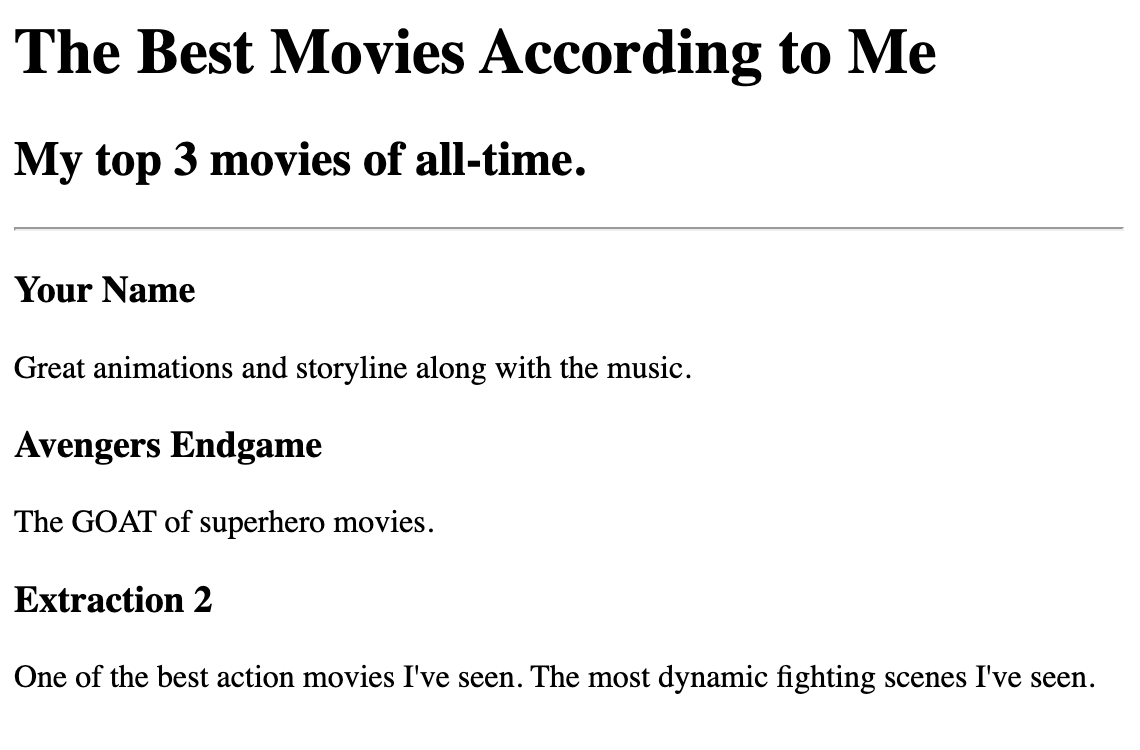 The Best Movies According to Me
My top 3 movies of all-time.
Your Name
Great animations and storyline along with the music.
Avengers Endgame
The GOAT of superhero movies.
Extraction 2
One of the best action movies I've seen. The most dynamic fighting scenes I've seen.